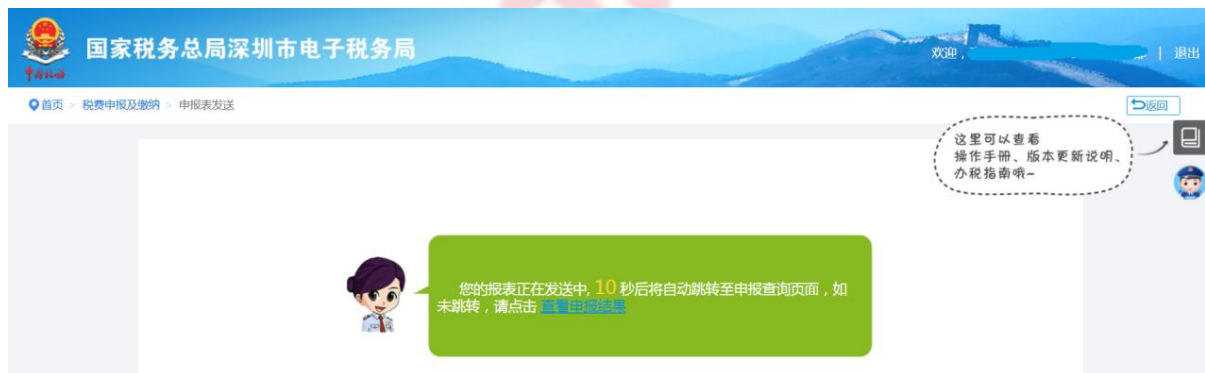 国家税务总局深圳市电子税务局
中国税务
欢迎,
| 退出
首页 > 税费申报及缴纳 > 申报表发送
返回
这里可以查看
操作手册、版本更新说明、
办税指南哦~
您的报表正在发送中, 10 秒后将自动跳转至申报查询页面，如
未跳转，请点击 查看申报结果